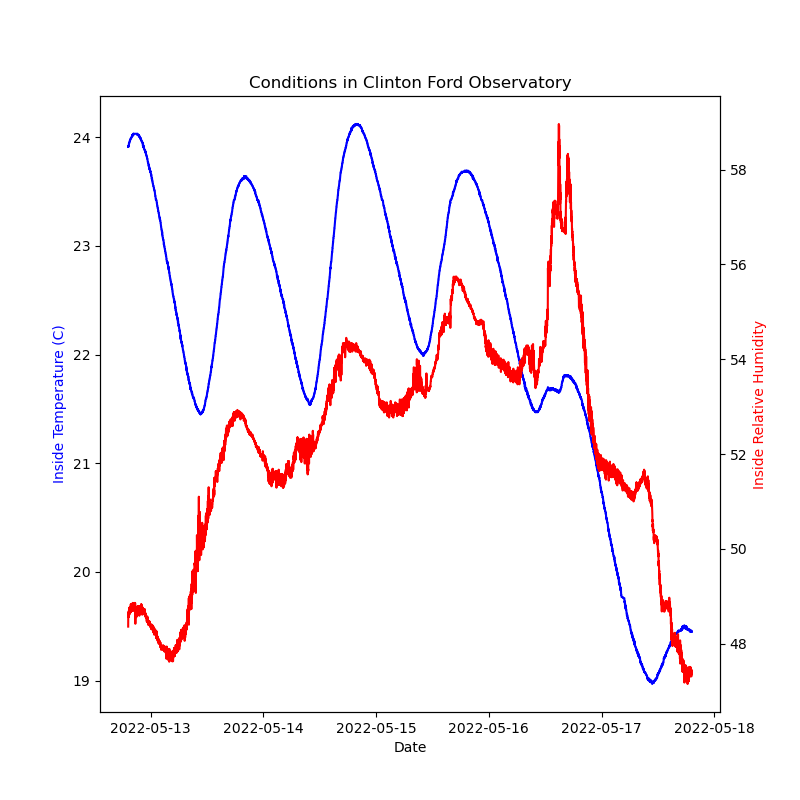 Conditions in Clinton Ford Observatory
24
23
22
21
20
19
Inside Temperature (C)
58
56
54
52
50
48
Inside Relative Humidity
2022-05-13 2022-05-14 2022-05-15 2022-05-16 2022-05-17 2022-05-18
Date